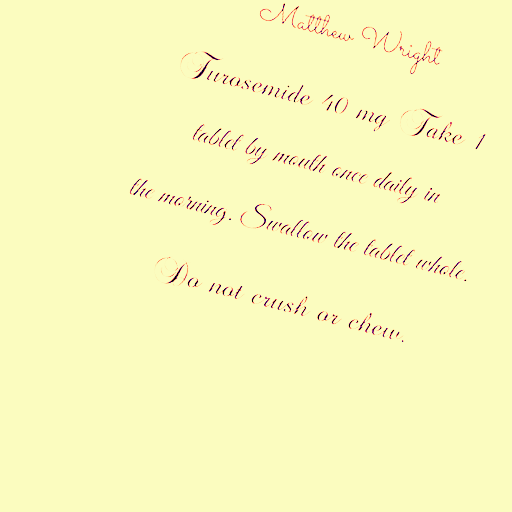 Matthew Wright
Furosemide 40 mg Take 1
tablet by mouth once daily in
the morning. Swallow the tablet whole.
Do not crush or chew.